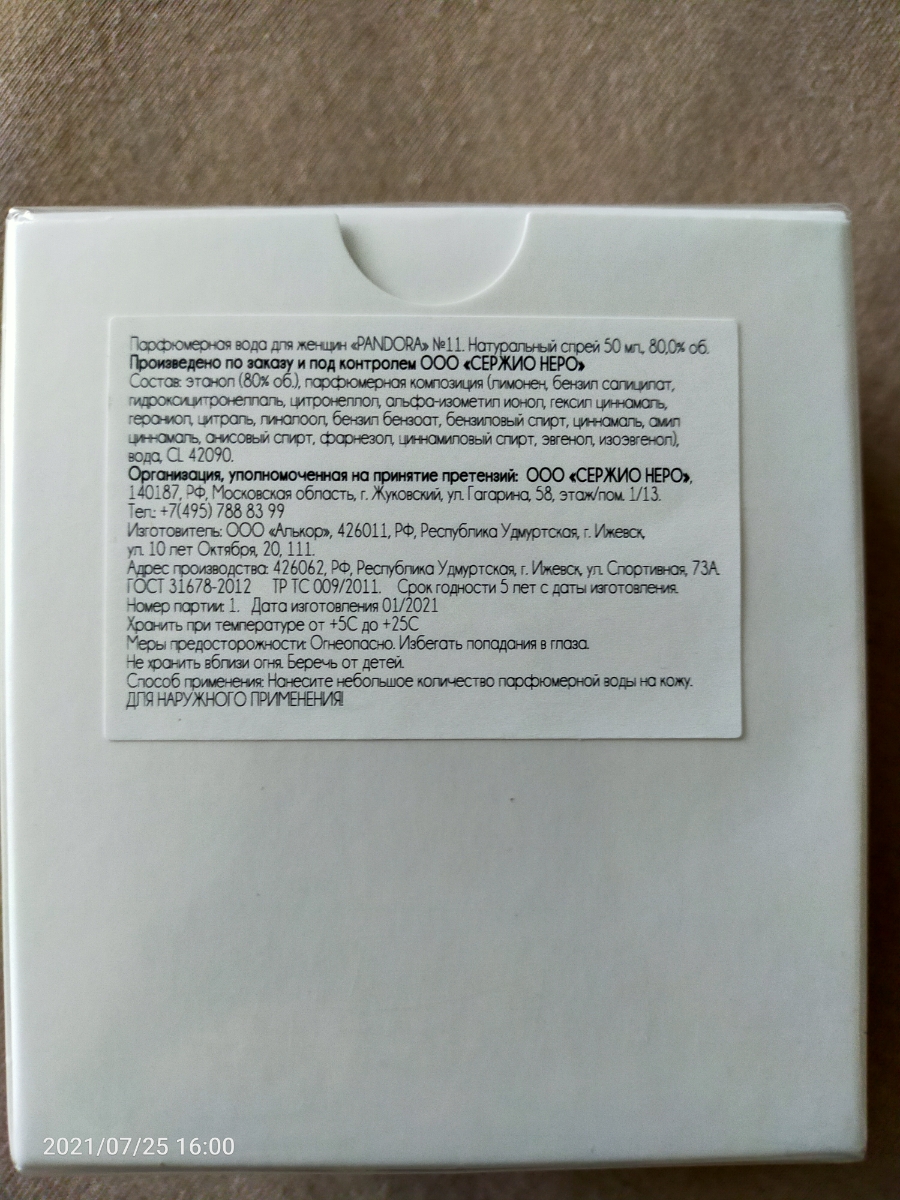 Парфюмерная вода для женщин «PANDORA» №11. Натуральный спрей 50 мл., 80,0% об.
Произведено по заказу и под контролем ООО «СЕРЖИО НЕРО»
Состав: этанол (80% об.), парфюмерная композиция (лимонен, бензил салицилат,
гидроксицитронеллаль, цитронеллол, альфа-изометил ионол, гексил циннамаль,
гераниол, цитраль, линалоол, бензил бензоат, бензиловый спирт, циннамаль, амил
циннамаль, анисовый спирт, фарнезол, циннамиловый спирт, эвгенол, изоэвгенол),
вода, CL 42090.
Организация, уполномоченная на принятие претензий: ООО «СЕРЖИО НЕРО»,
140187, РФ, Московская область, г. Жуковский, ул. Гагарина, 58, этаж/пом. 1/13.
Тел.: +7(495) 788 83 99
Изготовитель: ООО «Алькор», 426011, РФ, Республика Удмуртская, г. Ижевск,
ул. 10 лет Октября, 20, 111.
Адрес производства: 426062, РФ, Республика Удмуртская, г. Ижевск, ул. Спортивная, 73А.
ГОСТ 31678-2012 ТР ТС 009/2011. Срок годности 5 лет с даты изготовления.
Номер партии: 1. Дата изготовления 01/2021
Хранить при температуре от +5С до +25С
Меры предосторожности: Огнеопасно. Избегать попадания в глаза.
Не хранить вблизи огня. Беречь от детей.
Способ применения: Нанесите небольшое количество парфюмерной воды на кожу.
ДЛЯ НАРУЖНОГО ПРИМЕНЕНИЯ!
2021/07/25 16:00